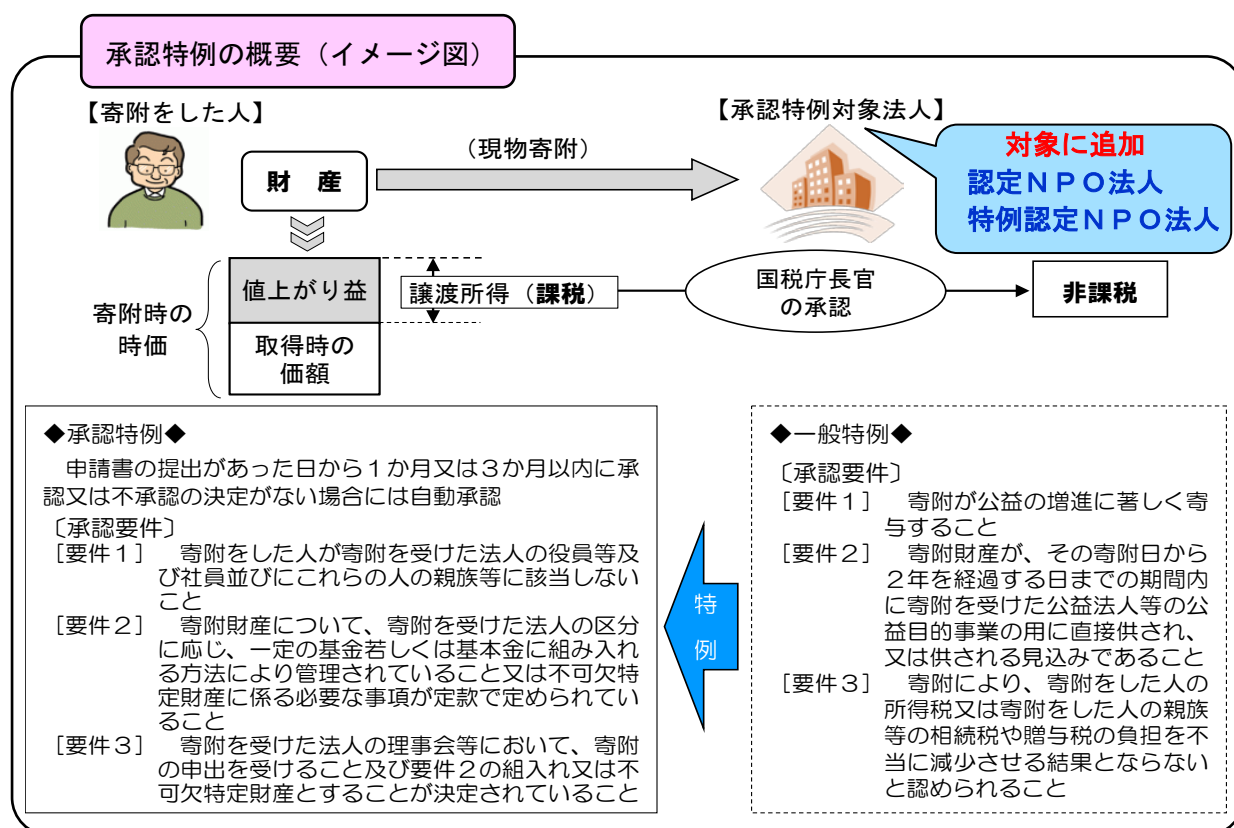 承認特例の概要（イメージ図）
【寄附をした人】
【承認特例対象法人】
（現物寄附）
財　産
対象に追加
認定ＮＰＯ法人
特例認定ＮＰＯ法人
寄附時の
時価
値上がり益
取得時の
価額
譲渡所得（課税）
国税庁長官
の承認
非課税
◆承認特例◆
　申請書の提出があった日から１か月又は３か月以内に承
認又は不承認の決定がない場合には自動承認
〔承認要件〕
［要件１］　寄附をした人が寄附を受けた法人の役員等及
び社員並びにこれらの人の親族等に該当しない
こと
［要件２］　寄附財産について、寄附を受けた法人の区分
に応じ、一定の基金若しくは基本金に組み入れ
る方法により管理されていること又は不可欠特
定財産に係る必要な事項が定款で定められてい
ること
［要件３］　寄附を受けた法人の理事会等において、寄附
の申出を受けること及び要件２の組入れ又は不
可欠特定財産とすることが決定されていること
特
例
◆一般特例◆
〔承認要件〕
［要件１］　寄附が公益の増進に著しく寄
与すること
［要件２］　寄附財産が、その寄附日から
２年を経過する日までの期間内
に寄附を受けた公益法人等の公
益目的事業の用に直接供され、
又は供される見込みであること
［要件３］　寄附により、寄附をした人の
所得税又は寄附をした人の親族
等の相続税や贈与税の負担を不
当に減少させる結果とならない
と認められること